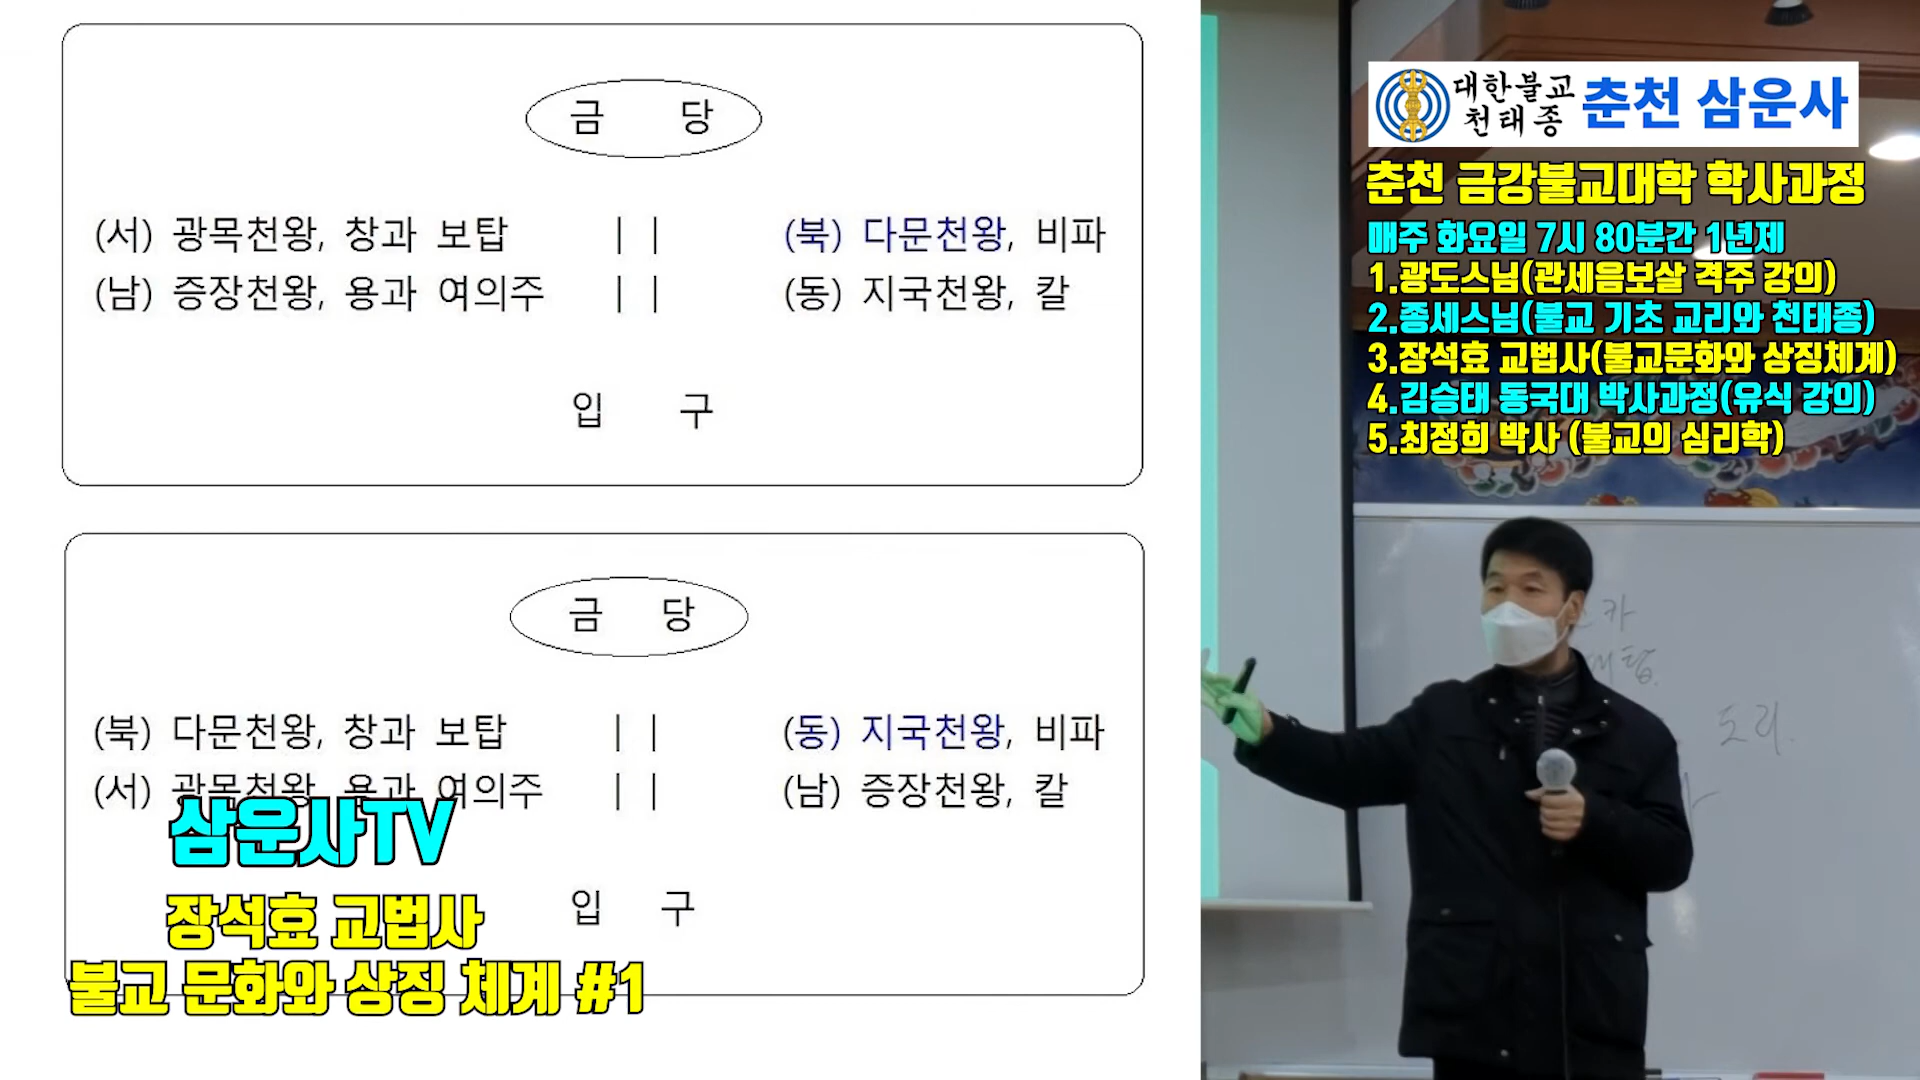 금 당
(서) 광목천왕, 창과 보탑 | | (북) 다문천왕, 비파
(남) 증장천왕, 용과 여의주 | | (동) 지국천왕, 칼
입 구
금 당
(북) 다문천왕, 창과 보탑 | | (동) 지국천왕, 비파
(서) 광목천왕, 용과 여의주 | | (남) 증장천왕, 칼
입 구
삼운사TV
장석효 교법사
불교 문화와 상징 체계 #1
대한불교
천태종
춘천 삼운사
춘천 금강불교대학 학사과정
매주 화요일 7시 80분간 1년제
1.광도스님(관세음보살 격주 강의)
2.종세스님(불교 기초 교리와 천태종)
3.장석효 교법사(불교문화와 상징체계)
4.김승태 동국대 박사과정(유식 강의)
5.최정희 박사 (불교의 심리학)
카
도리.